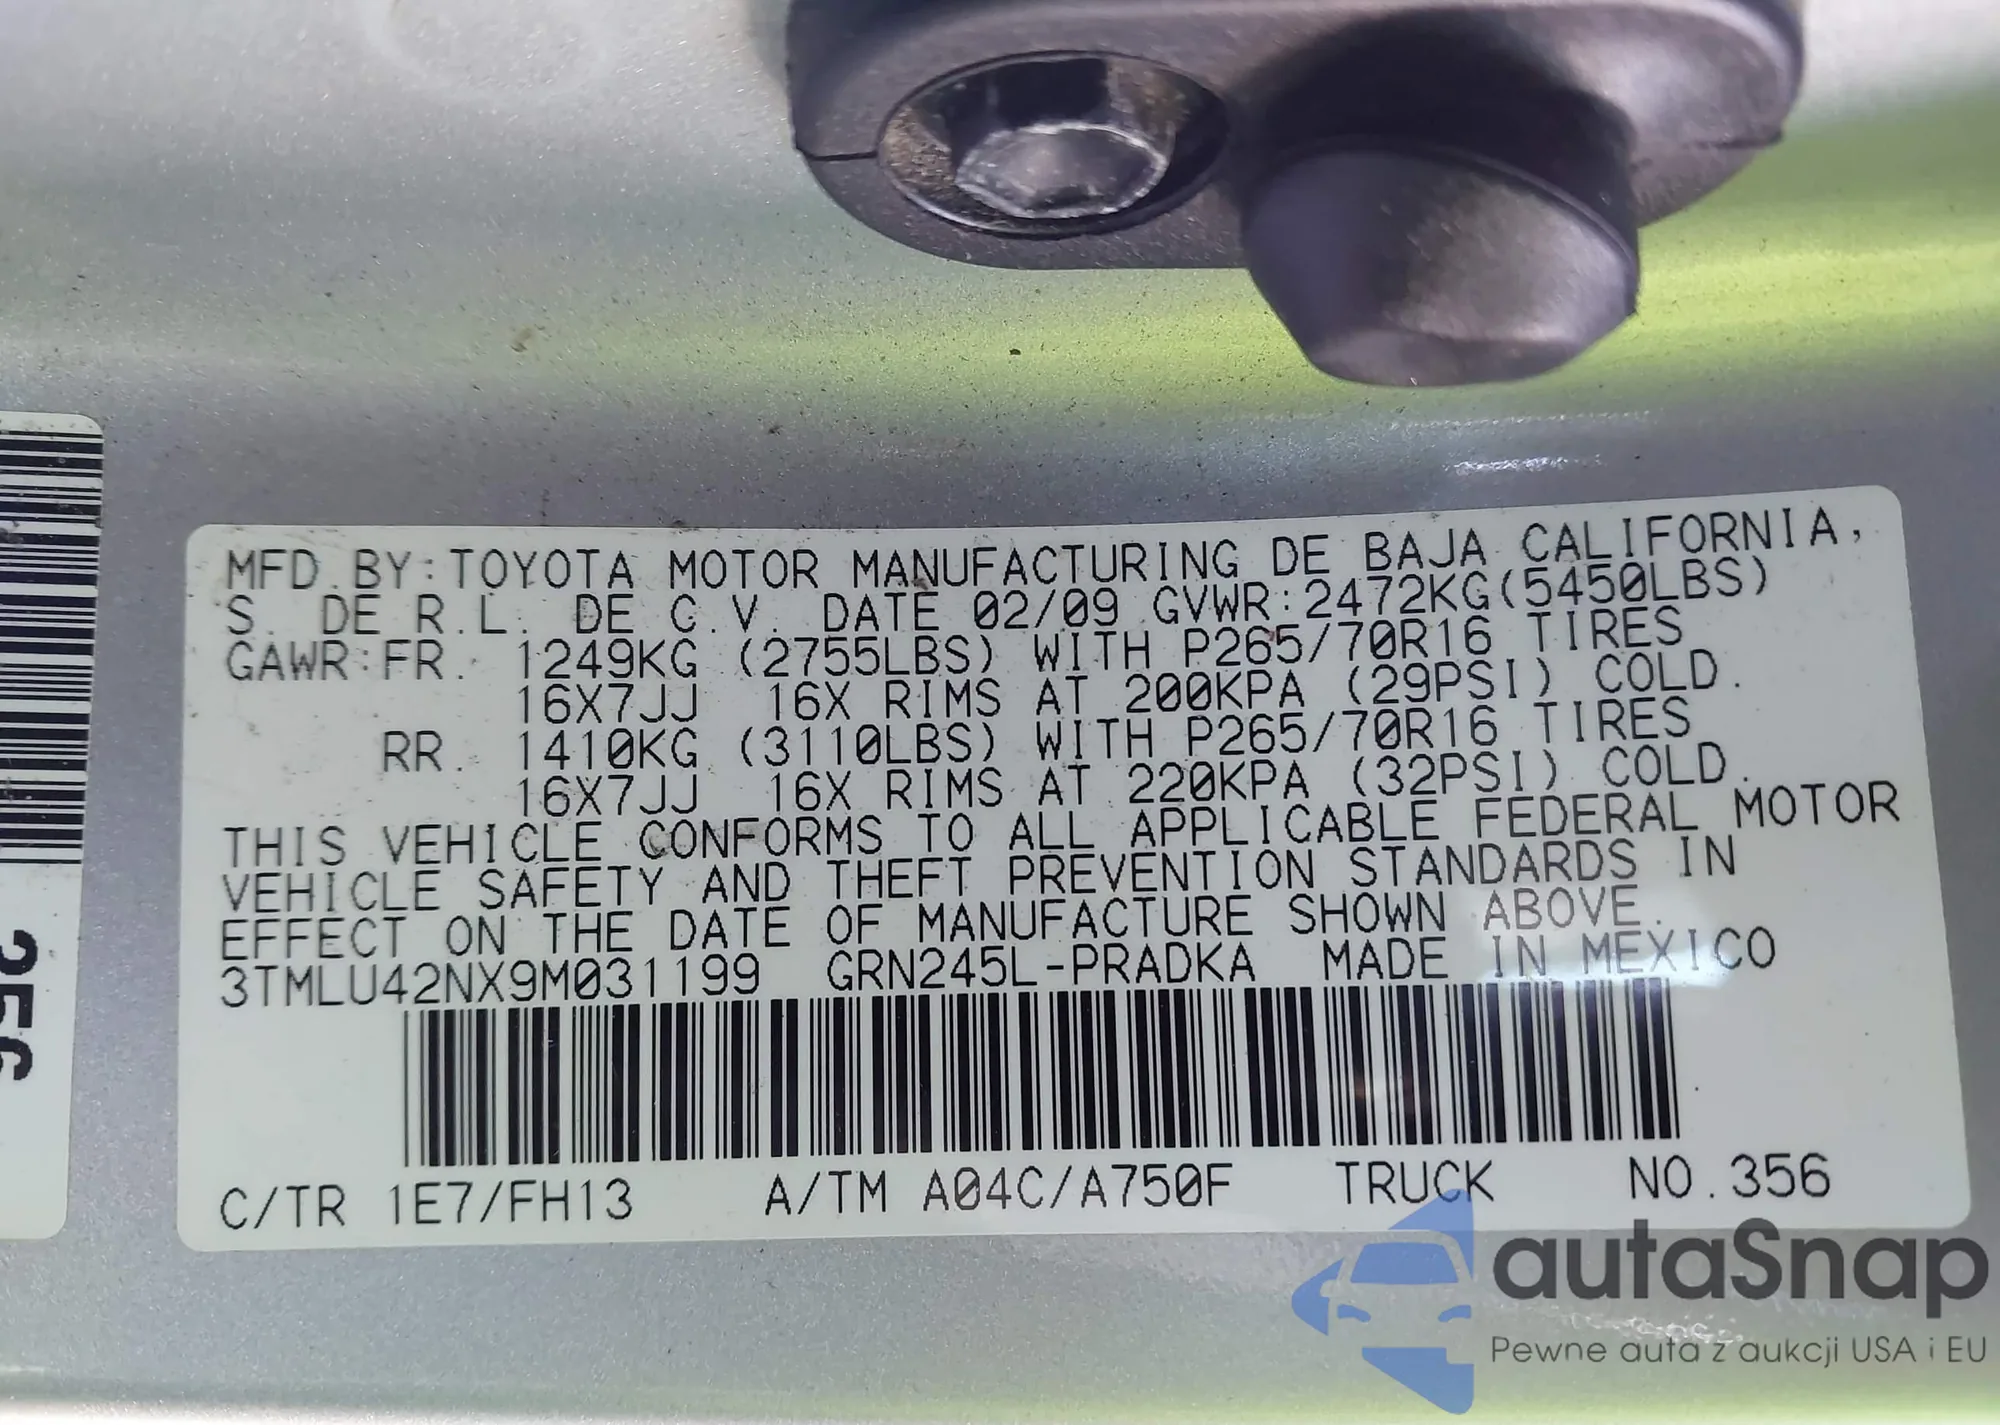 MFD. BY: TOYOTA MOTOR MANUFACTURING DE BAJA CALIFORNIA,
S. DE R.L. DE C.V. DATE 02/09 GVWR:2472KG(5450LBS)
GAWR:FR. 1249KG (2755LBS) WITH P265/70R16 TIRES
16X7JJ 16X RIMS AT 200KPA (29PSI) COLD.
RR. 1410KG (3110LBS) WITH P265/70R16 TIRES
16X7JJ 16X RIMS AT 220KPA (32PSI) COLD.
THIS VEHICLE CONFORMS TO ALL APPLICABLE FEDERAL MOTOR
VEHICLE SAFETY AND THEFT PREVENTION STANDARDS IN
EFFECT ON THE DATE OF MANUFACTURE SHOWN ABOVE.
3TMLU42NX9M031199 GRN245L-PRADKA MADE IN MEXICO
C/TR 1E7/FH13 A/TM A04C/A750F TRUCK NO.356
356
autaSnap
Pewne auta z aukcji USA i EU